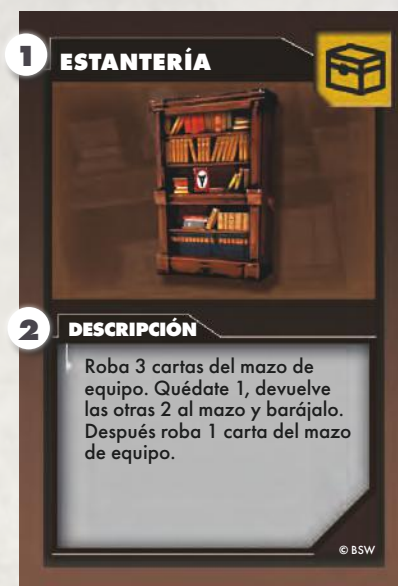 1
ESTANTERÍA
2
DESCRIPCIÓN
Roba 3 cartas del mazo de
equipo. Quédate 1, devuelve
las otras 2 al mazo y barájalo.
Después roba 1 carta del mazo
de equipo.
© BSW